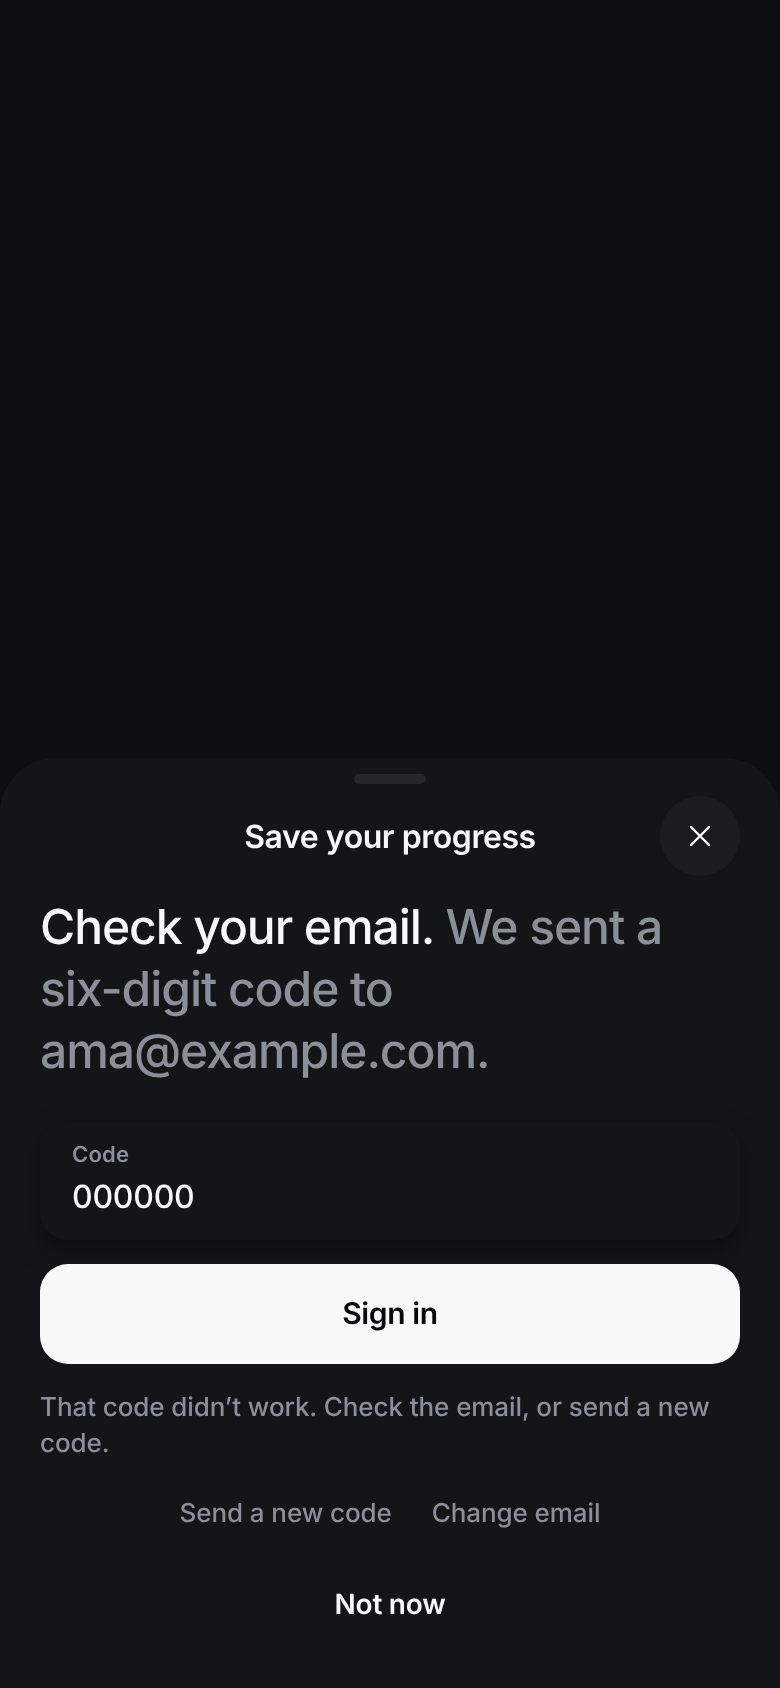 Save your progress
Check your email. We sent a
six-digit code to
ama@example.com.
Code
000000
Sign in
That code didn’t work. Check the email, or send a new
code.
Send a new code Change email
Not now